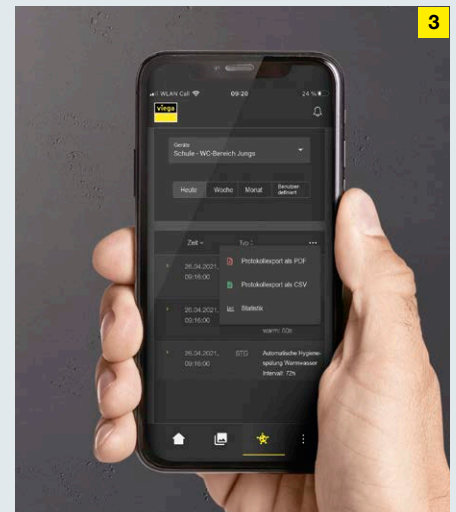 3
WLAN Call
09:20
24 %
viega
Geräte
Schule - WC-Bereich Jungs
Heute
Woche
Monat
Benutzer
definiert
Zeit
Typ
Protokollexport als PDF
Protokollexport als CSV
Statistik
26.04.2021,
09:16:00
26.04.2021,
09:16:00
warm: 60s
26.04.2021,
09:16:00
Automatische Hygiene-
spülung Warmwasser
Intervall: 72h